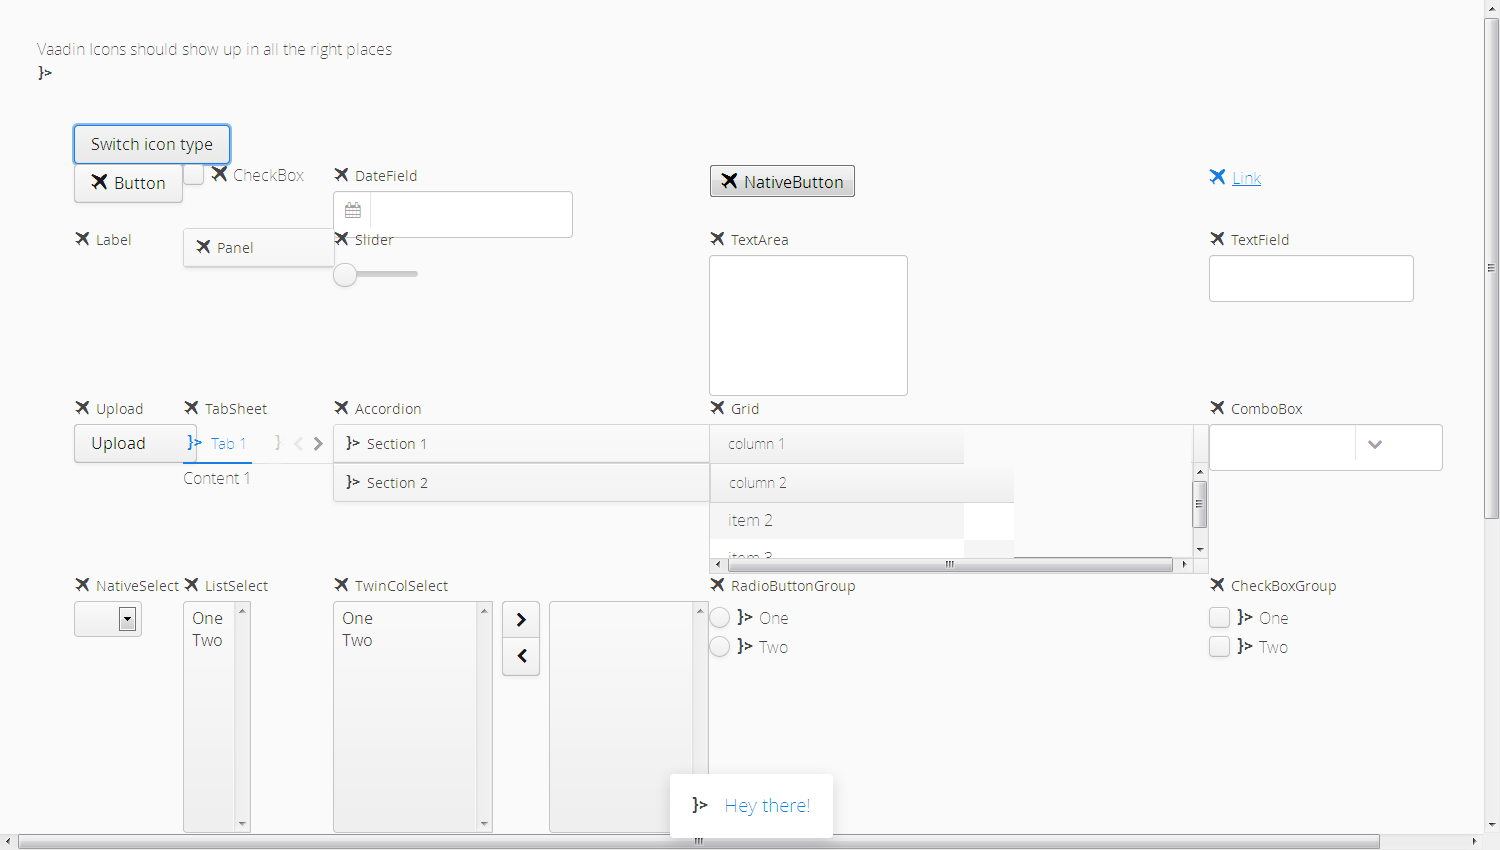 Vaadin Icons should show up in all the right places
}>
Switch icon type
Button
CheckBox
DateField
NativeButton
Link
Label
Panel
Slider
TextArea
TextField
Upload
TabSheet
Accordion
Grid
ComboBox
Upload
}> Tab 1
}
}> Section 1
column 1
Content 1
}> Section 2
column 2
item 2
item 3
NativeSelect
ListSelect
TwinColSelect
RadioButtonGroup
CheckBoxGroup
One
Two
One
Two
}> One
}> Two
}> One
}> Two
}> Hey there!